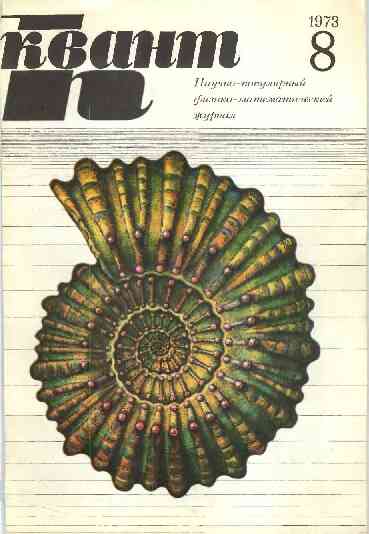 квант
1973
8
Научно-популярный
физико-математический
журнал